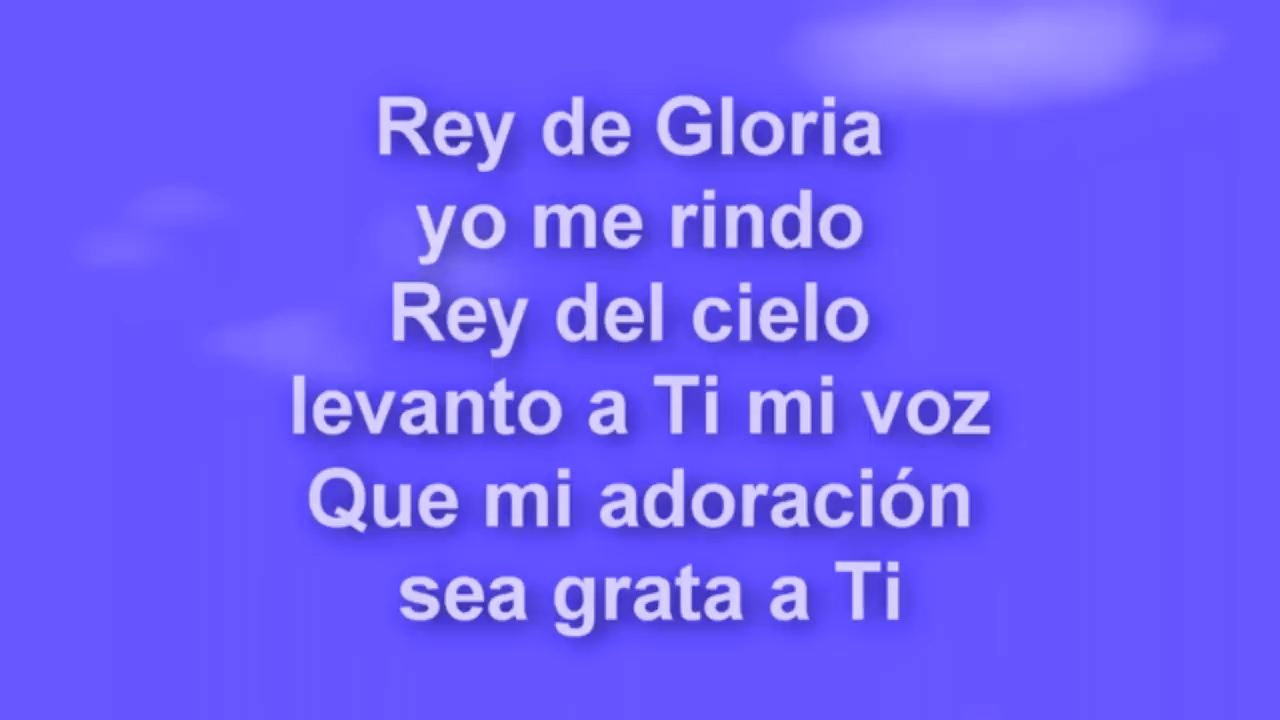 Rey de Gloria
yo me rindo
Rey del cielo
levanto a Ti mi voz
Que mi adoración
sea grata a Ti